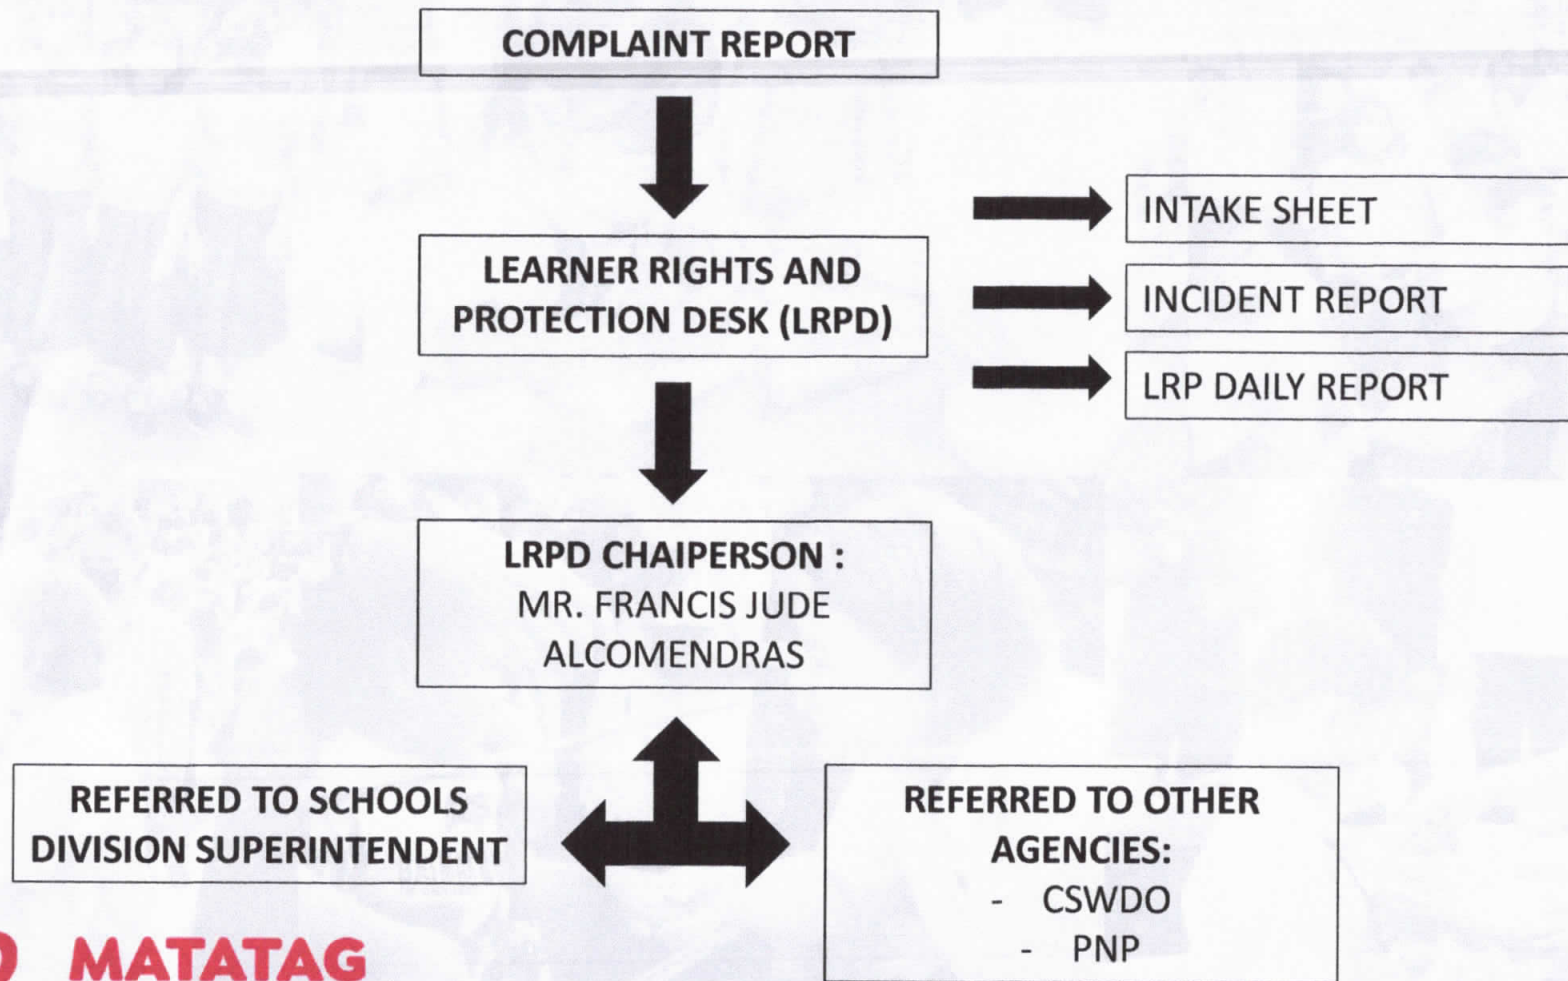 COMPLAINT REPORT
LEARNER RIGHTS AND
PROTECTION DESK (LRPD)
INTAKE SHEET
INCIDENT REPORT
LRP DAILY REPORT
LRPD CHAIPERSON :
MR. FRANCIS JUDE
ALCOMENDRAS
REFERRED TO SCHOOLS
DIVISION SUPERINTENDENT
REFERRED TO OTHER
AGENCIES:
- CSWDO
- PNP
MATATAG